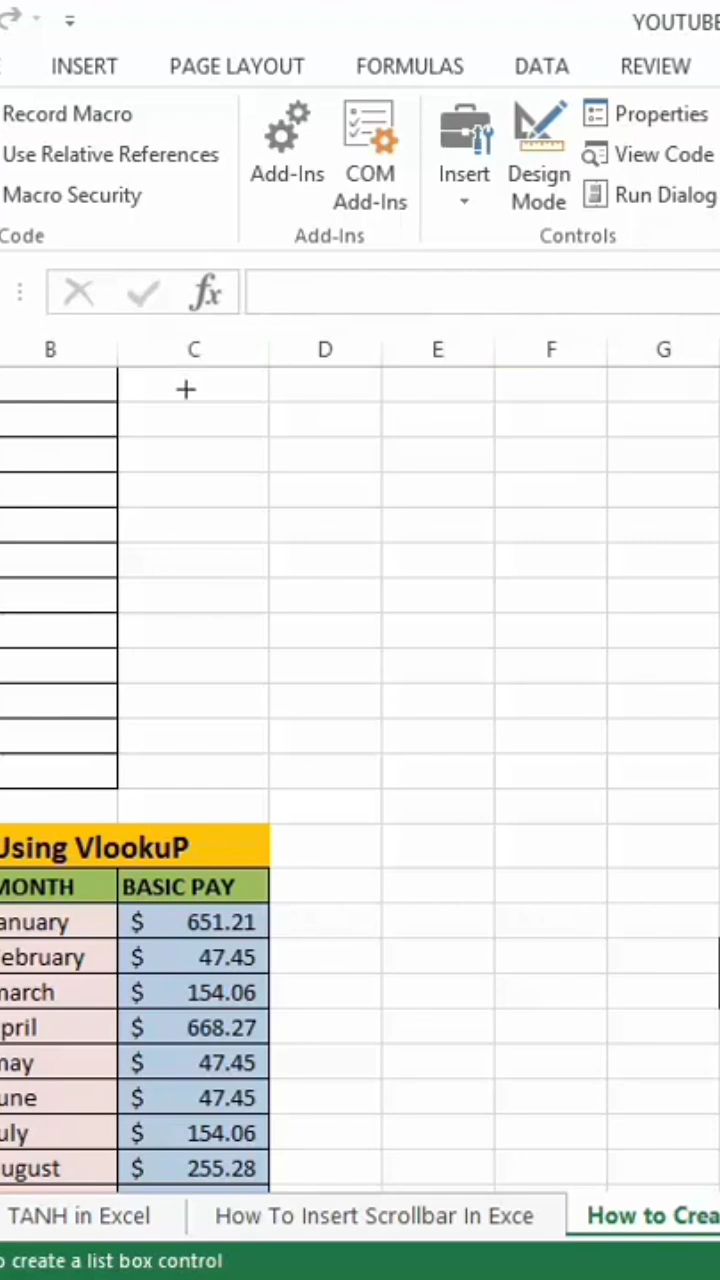 YOUTUBE
INSERT PAGE LAYOUT FORMULAS DATA REVIEW
Record Macro
Use Relative References
Macro Security
Code
Add-Ins
COM
Add-Ins
Add-Ins
Insert
Design
Mode
Properties
View Code
Run Dialog
Controls
fx
B C D E F G
Using VlookuP
MONTH BASIC PAY
anuary $ 651.21
ebruary $ 47.45
march $ 154.06
pril $ 668.27
may $ 47.45
une $ 47.45
uly $ 154.06
ugust $ 255.28
TANH in Excel How To Insert Scrollbar In Exce How to Crea
o create a list box control